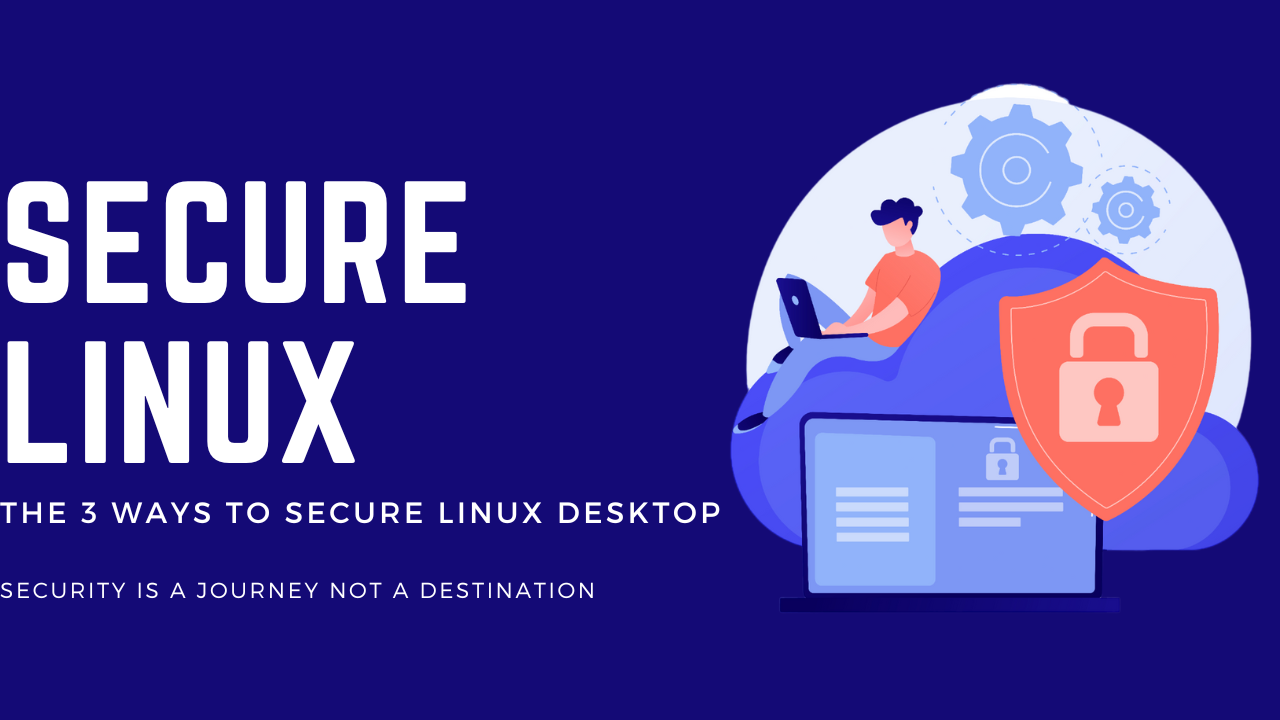 SECURE
LINUX
THE 3 WAYS TO SECURE LINUX DESKTOP
SECURITY IS A JOURNEY NOT A DESTINATION